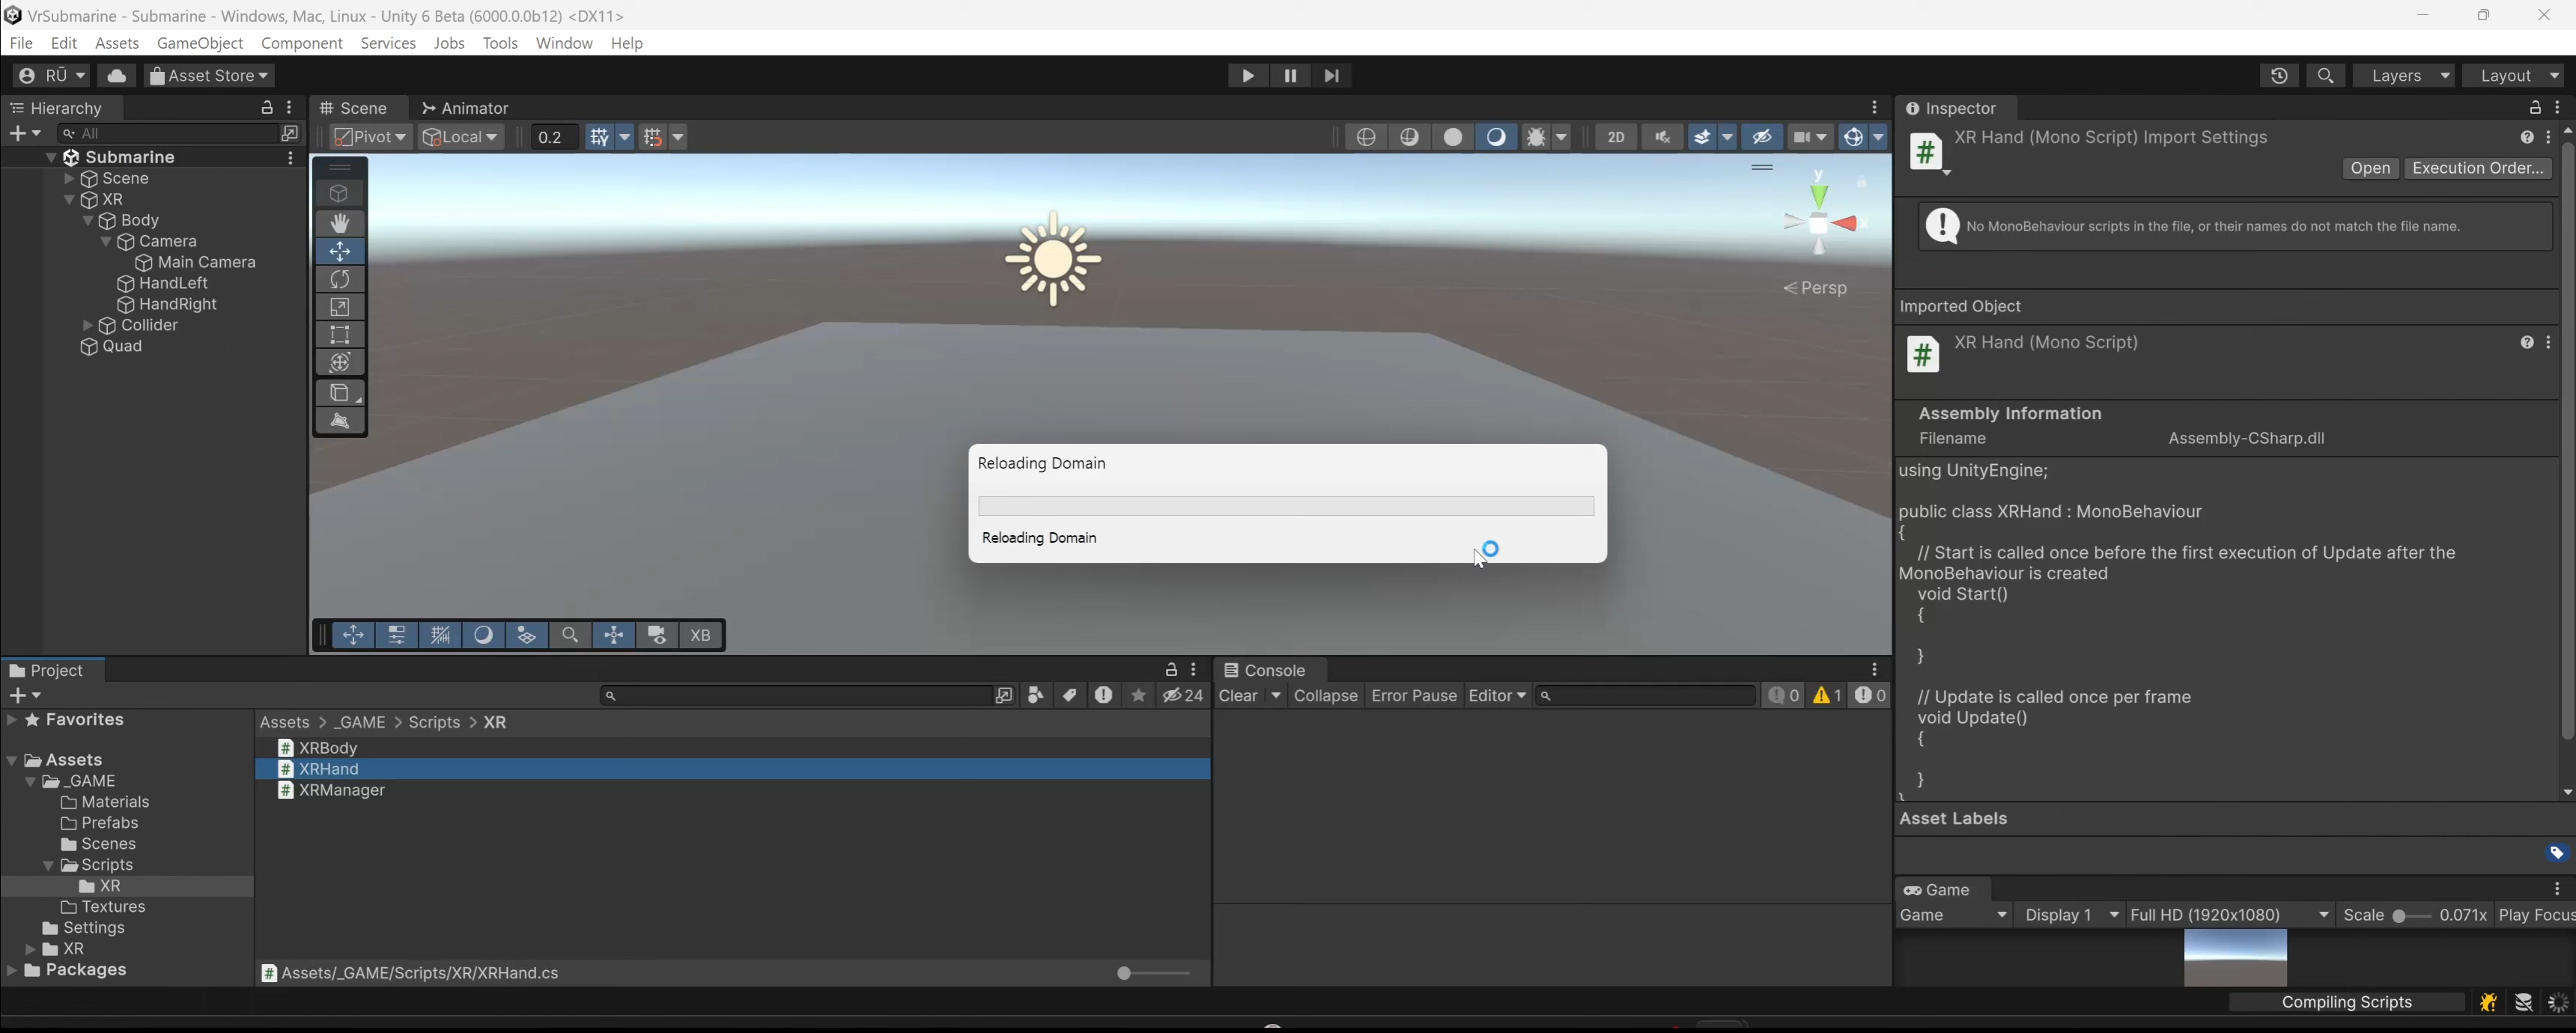 VrSubmarine - Submarine - Windows, Mac, Linux - Unity 6 Beta (6000.0.0b12) <DX11>
File Edit Assets GameObject Component Services Jobs Tools Window Help
RŪ Asset Store Layers Layout
Hierarchy
All
Submarine
Scene
XR
Body
Camera
Main Camera
HandLeft
HandRight
Collider
Quad
Scene Animator
Pivot Local 0.2 2D
y
Persp
Reloading Domain
Reloading Domain
XB
Inspector
XR Hand (Mono Script) Import Settings
Open Execution Order...
No MonoBehaviour scripts in the file, or their names do not match the file name.
Imported Object
XR Hand (Mono Script)
Assembly Information
Filename Assembly-CSharp.dll
using UnityEngine;
public class XRHand : MonoBehaviour
{
// Start is called once before the first execution of Update after the
MonoBehaviour is created
void Start()
{
}
// Update is called once per frame
void Update()
{
}
}
Asset Labels
Project
24
Favorites
Assets
_GAME
Materials
Prefabs
Scenes
Scripts
XR
Textures
Settings
XR
Packages
Assets > _GAME > Scripts > XR
XRBody
XRHand
XRManager
Assets/_GAME/Scripts/XR/XRHand.cs
Console
Clear Collapse Error Pause Editor 0 1 0
Game
Game Display 1 Full HD (1920x1080) Scale 0.071x Play Focus
Compiling Scripts